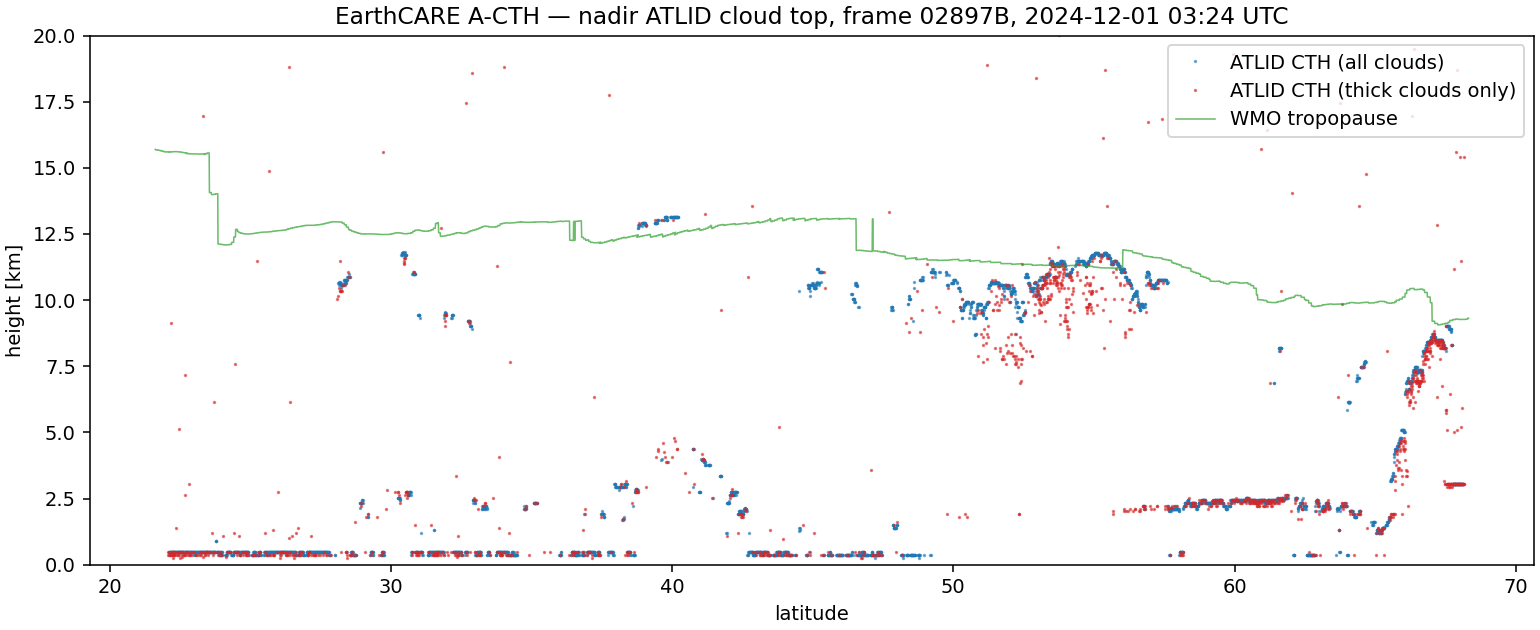 EarthCARE A-CTH — nadir ATLID cloud top, frame 02897B, 2024-12-01 03:24 UTC
20.0
17.5
15.0
12.5
10.0
7.5
5.0
2.5
0.0
height [km]
ATLID CTH (all clouds)
ATLID CTH (thick clouds only)
WMO tropopause
20
30
40
50
60
70
latitude